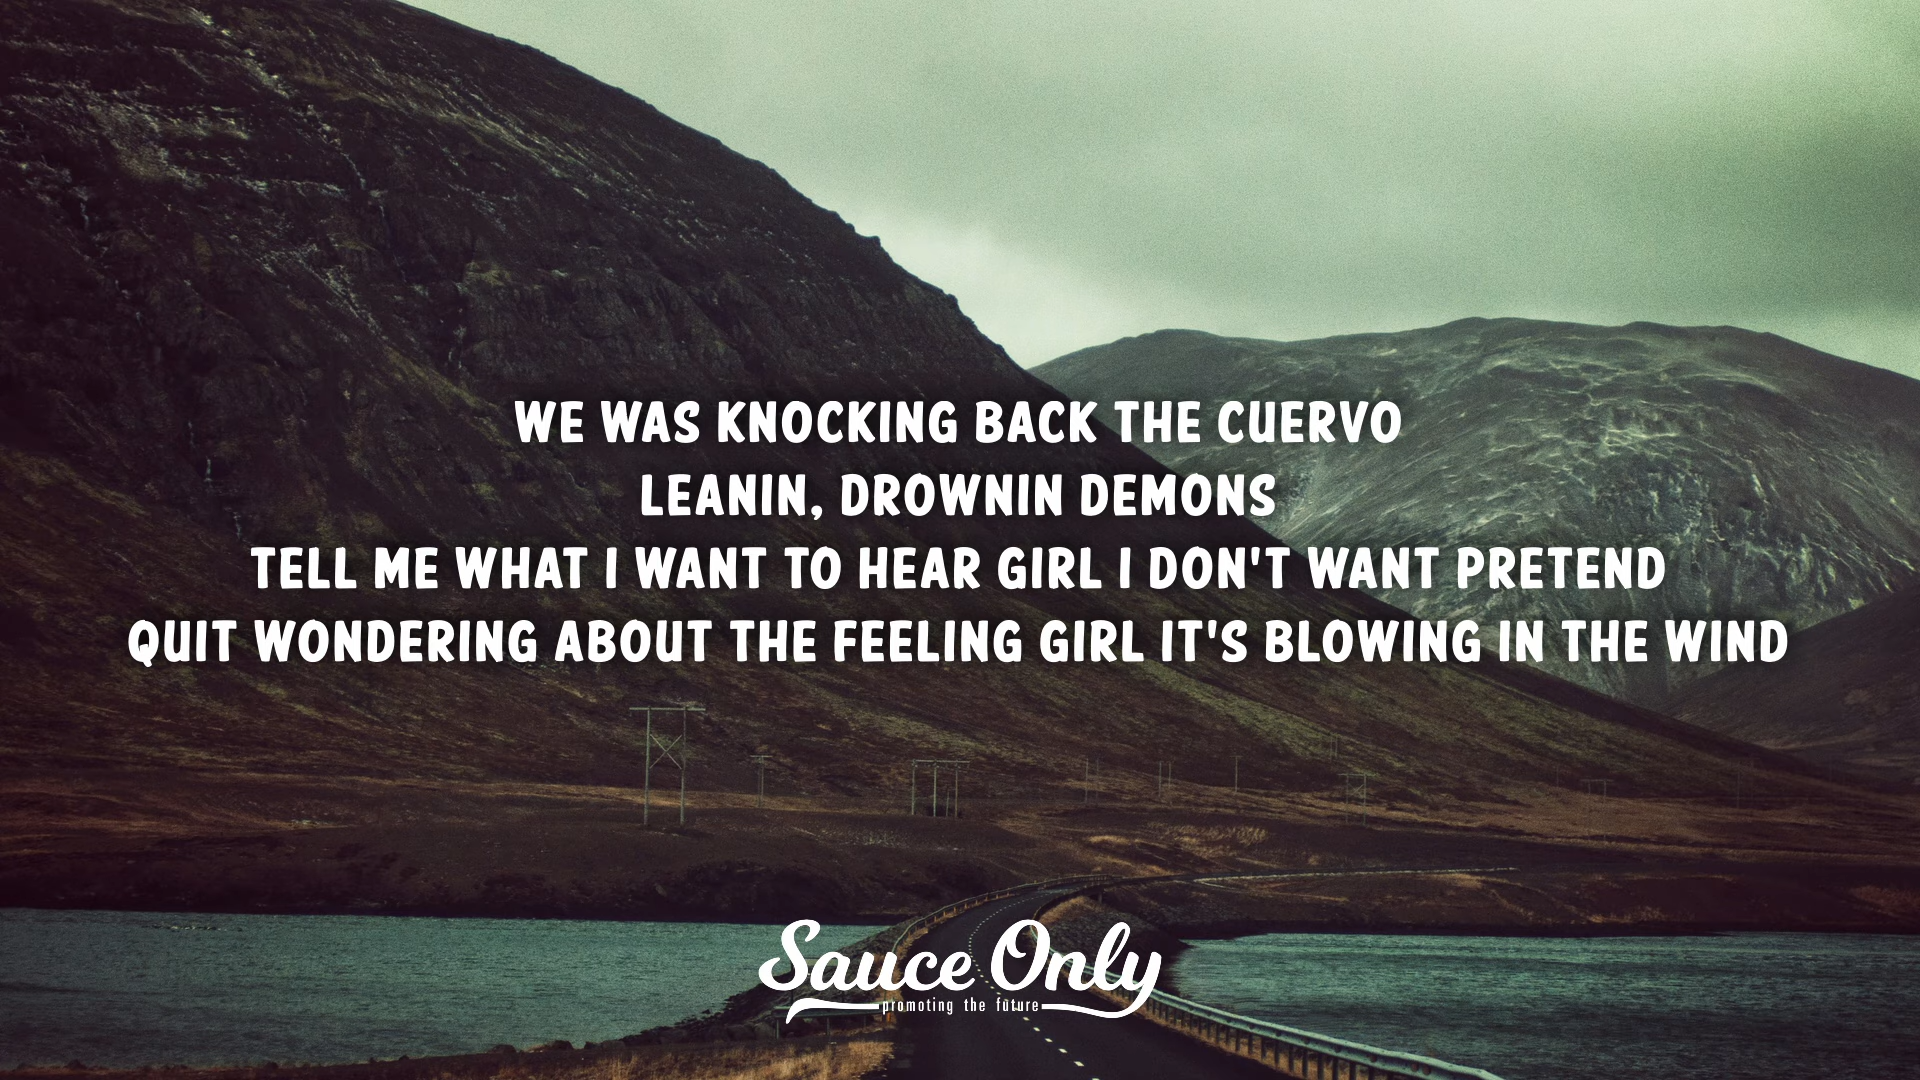 WE WAS KNOCKING BACK THE CUERVO
LEANIN, DROWNIN DEMONS
TELL ME WHAT I WANT TO HEAR GIRL I DON'T WANT PRETEND
QUIT WONDERING ABOUT THE FEELING GIRL IT'S BLOWING IN THE WIND
Sauce Only
promoting the future